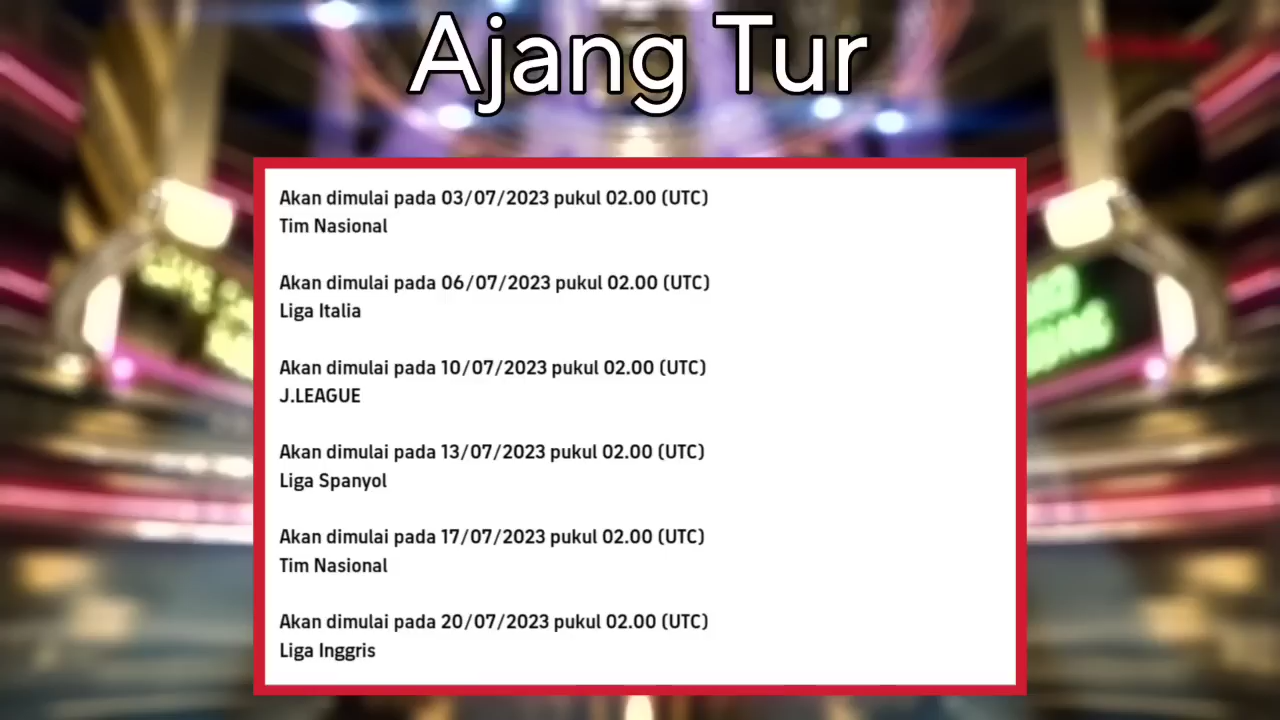 Ajang Tur
Akan dimulai pada 03/07/2023 pukul 02.00 (UTC)
Tim Nasional
Akan dimulai pada 06/07/2023 pukul 02.00 (UTC)
Liga Italia
Akan dimulai pada 10/07/2023 pukul 02.00 (UTC)
J.LEAGUE
Akan dimulai pada 13/07/2023 pukul 02.00 (UTC)
Liga Spanyol
Akan dimulai pada 17/07/2023 pukul 02.00 (UTC)
Tim Nasional
Akan dimulai pada 20/07/2023 pukul 02.00 (UTC)
Liga Inggris